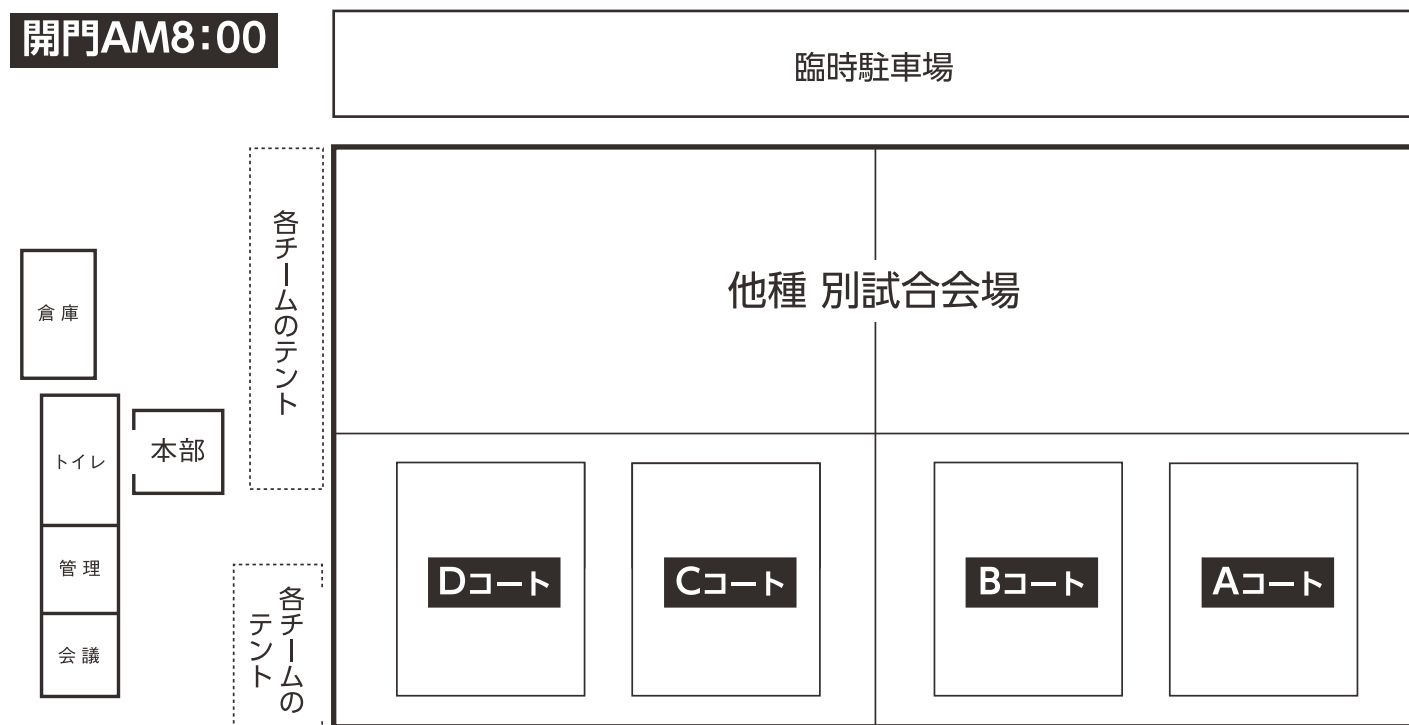 開門AM8:00
臨時駐車場
各チームのテント
他種 別試合会場
倉庫
トイレ
本部
管理
会議
各チームの
テント
Dコート
Cコート
Bコート
Aコート